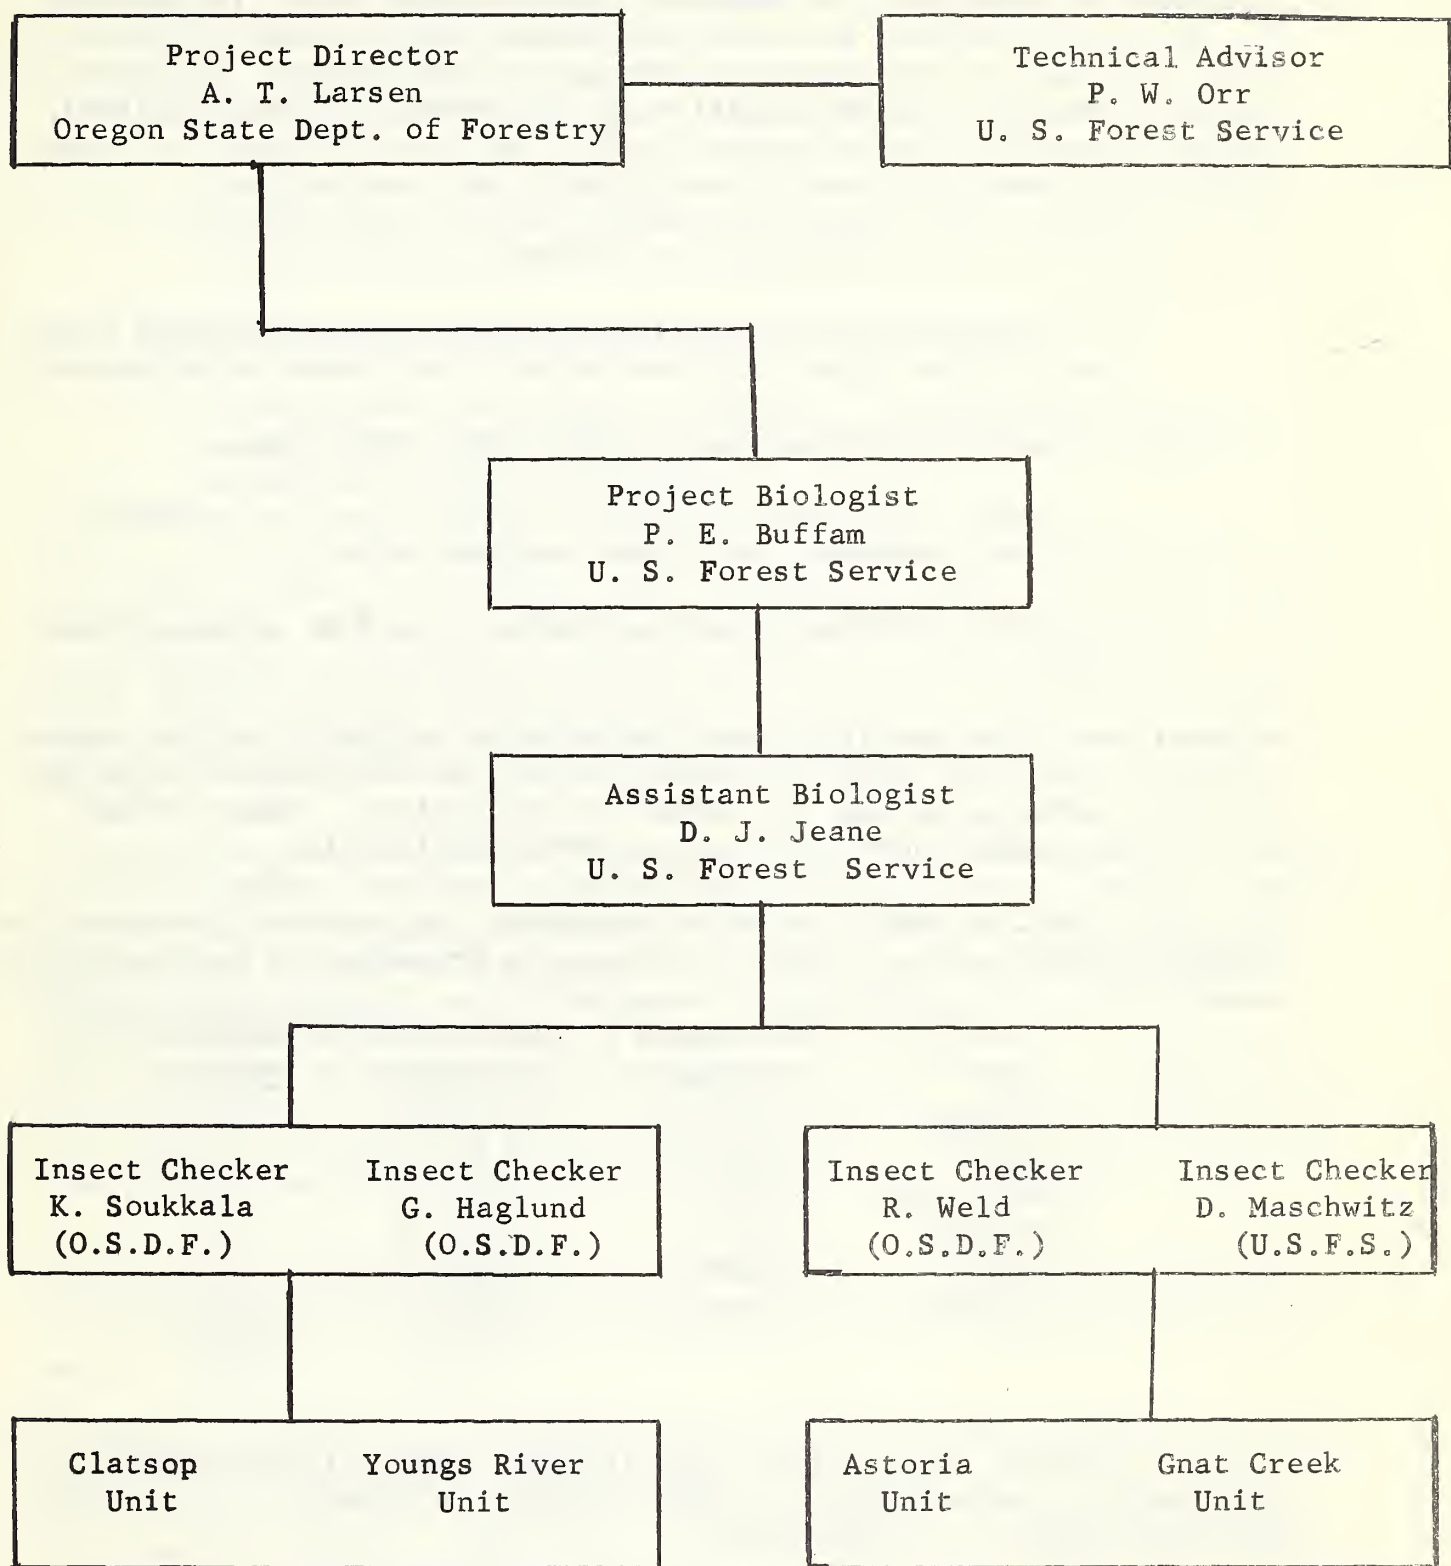 Project Director
A. T. Larsen
Oregon State Dept. of Forestry
Technical Advisor
P. W. Orr
U. S. Forest Service
Project Biologist
P. E. Buffam
U. S. Forest Service
Assistant Biologist
D. J. Jeane
U. S. Forest Service
Insect Checker
K. Soukkala
(O.S.D.F.)
Insect Checker
G. Haglund
(O.S.D.F.)
Insect Checker
R. Weld
(O.S.D.F.)
Insect Checker
D. Maschwitz
(U.S.F.S.)
Clatsop
Unit
Youngs River
Unit
Astoria
Unit
Gnat Creek
Unit